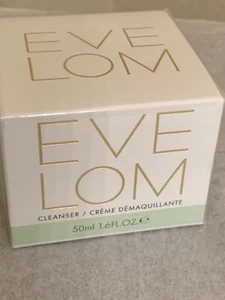 EVE
LOM
EVE
LOM
CLEANSER / CRÈME DÉMAQUILLANTE
50ml 1.6FL.OZ.℮